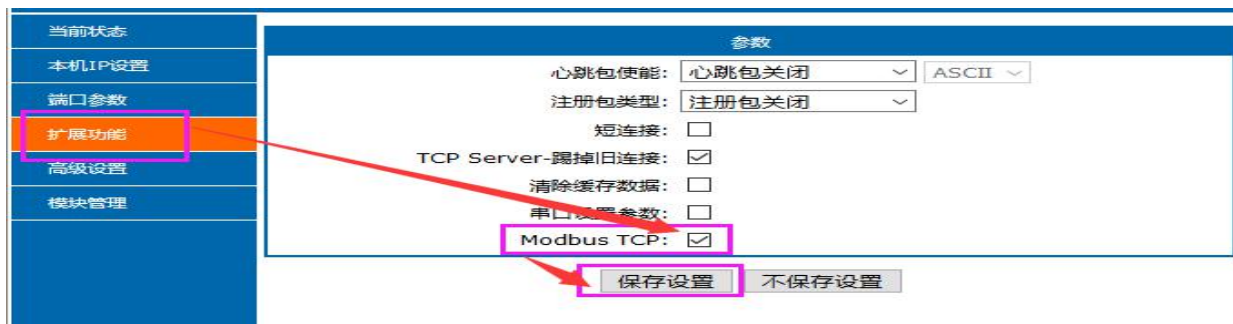 当前状态
本机IP设置
端口参数
扩展功能
高级设置
模块管理
参数
心跳包使能: 心跳包关闭 ASCII
注册包类型: 注册包关闭
短连接:
TCP Server-踢掉旧连接:
清除缓存数据:
串口设置参数:
Modbus TCP:
保存设置 不保存设置